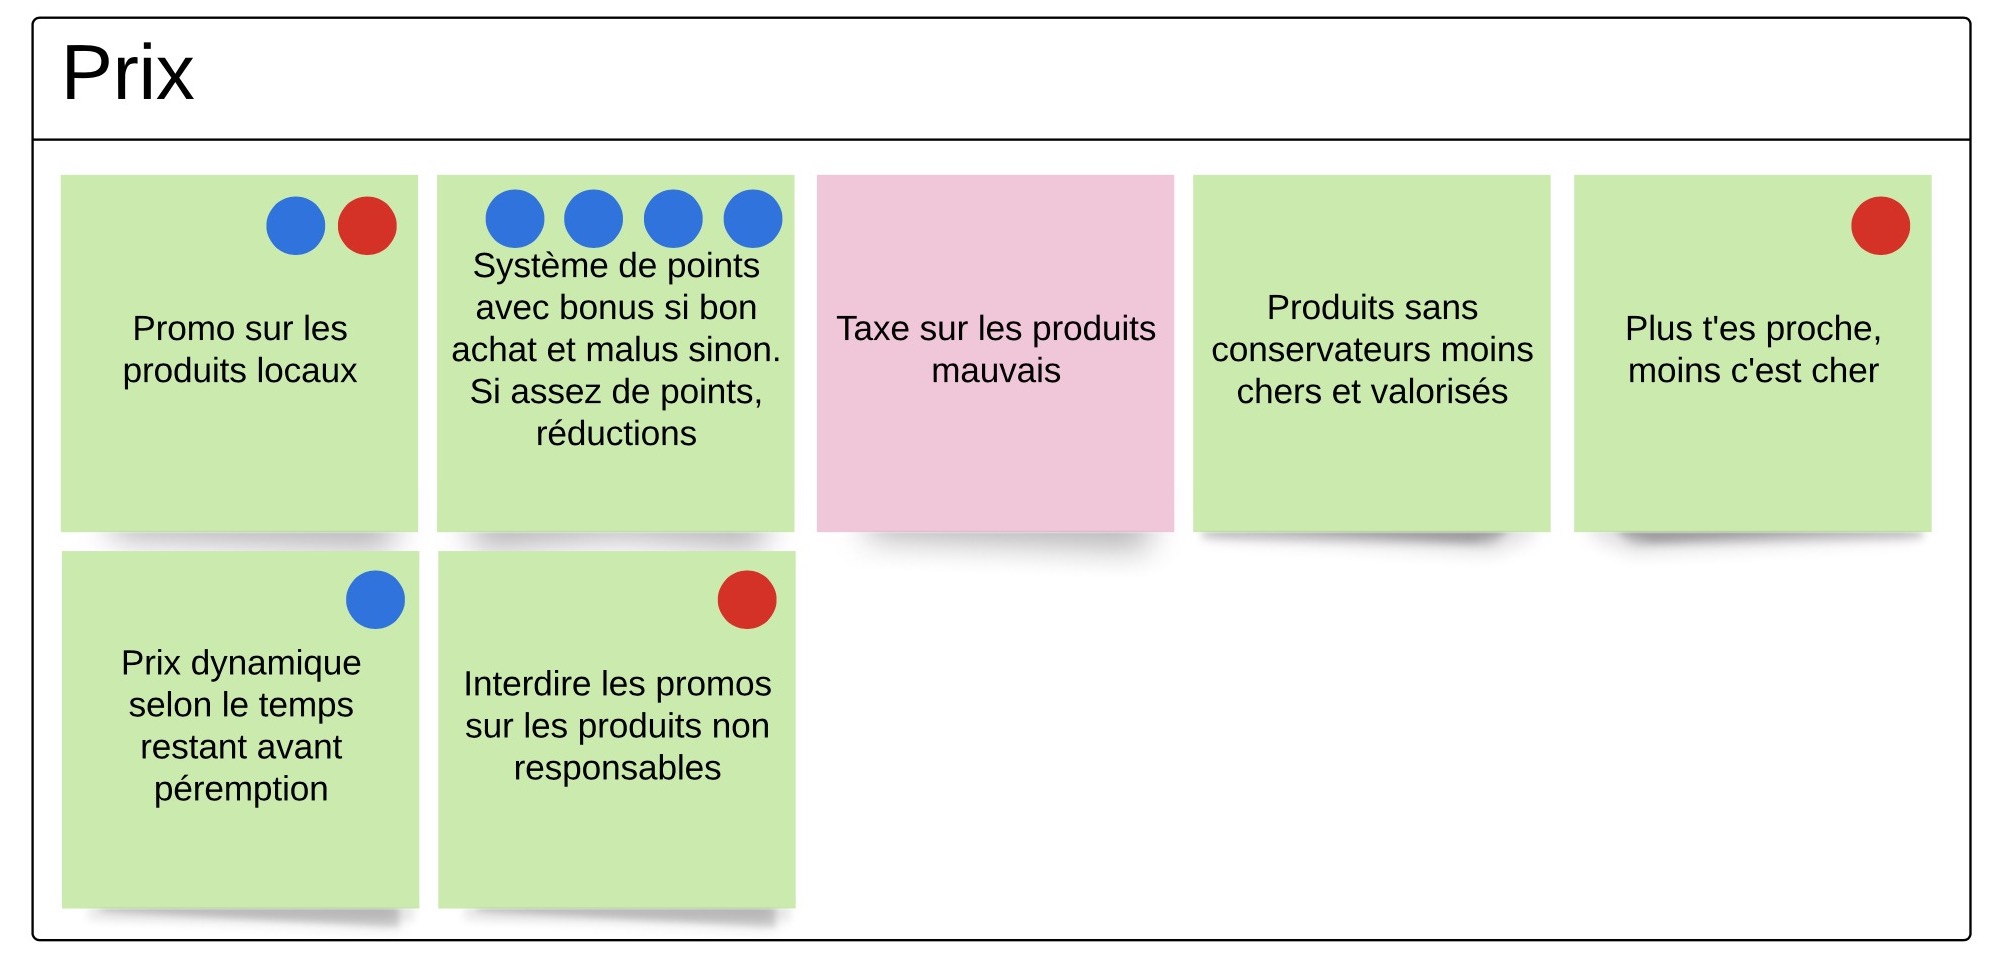 Prix
Promo sur les
produits locaux
Système de points
avec bonus si bon
achat et malus sinon.
Si assez de points,
réductions
Taxe sur les produits
mauvais
Produits sans
conservateurs moins
chers et valorisés
Plus t'es proche,
moins c'est cher
Prix dynamique
selon le temps
restant avant
péremption
Interdire les promos
sur les produits non
responsables